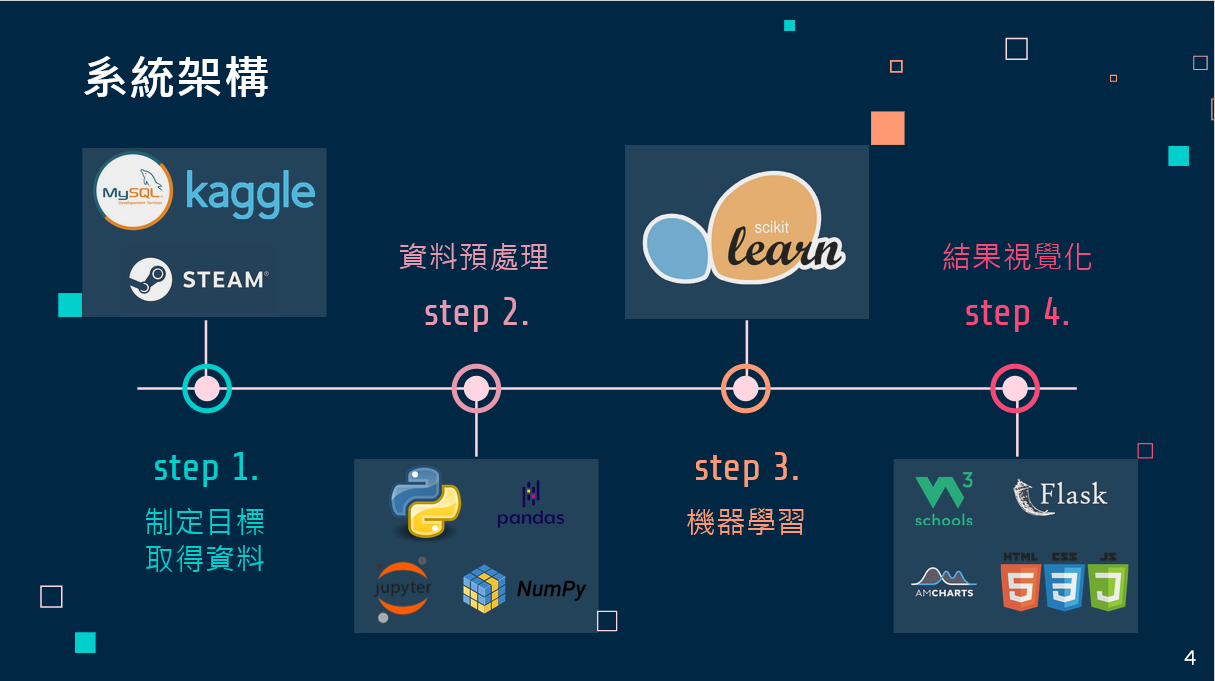 系統架構
MySQL
Development Services
kaggle
STEAM®
step 1.
制定目標
取得資料
資料預處理
step 2.
pandas
jupyter
NumPy
scikit
learn
step 3.
機器學習
結果視覺化
step 4.
W3
schools
Flask
AMCHARTS
HTML CSS JS
5 3
4